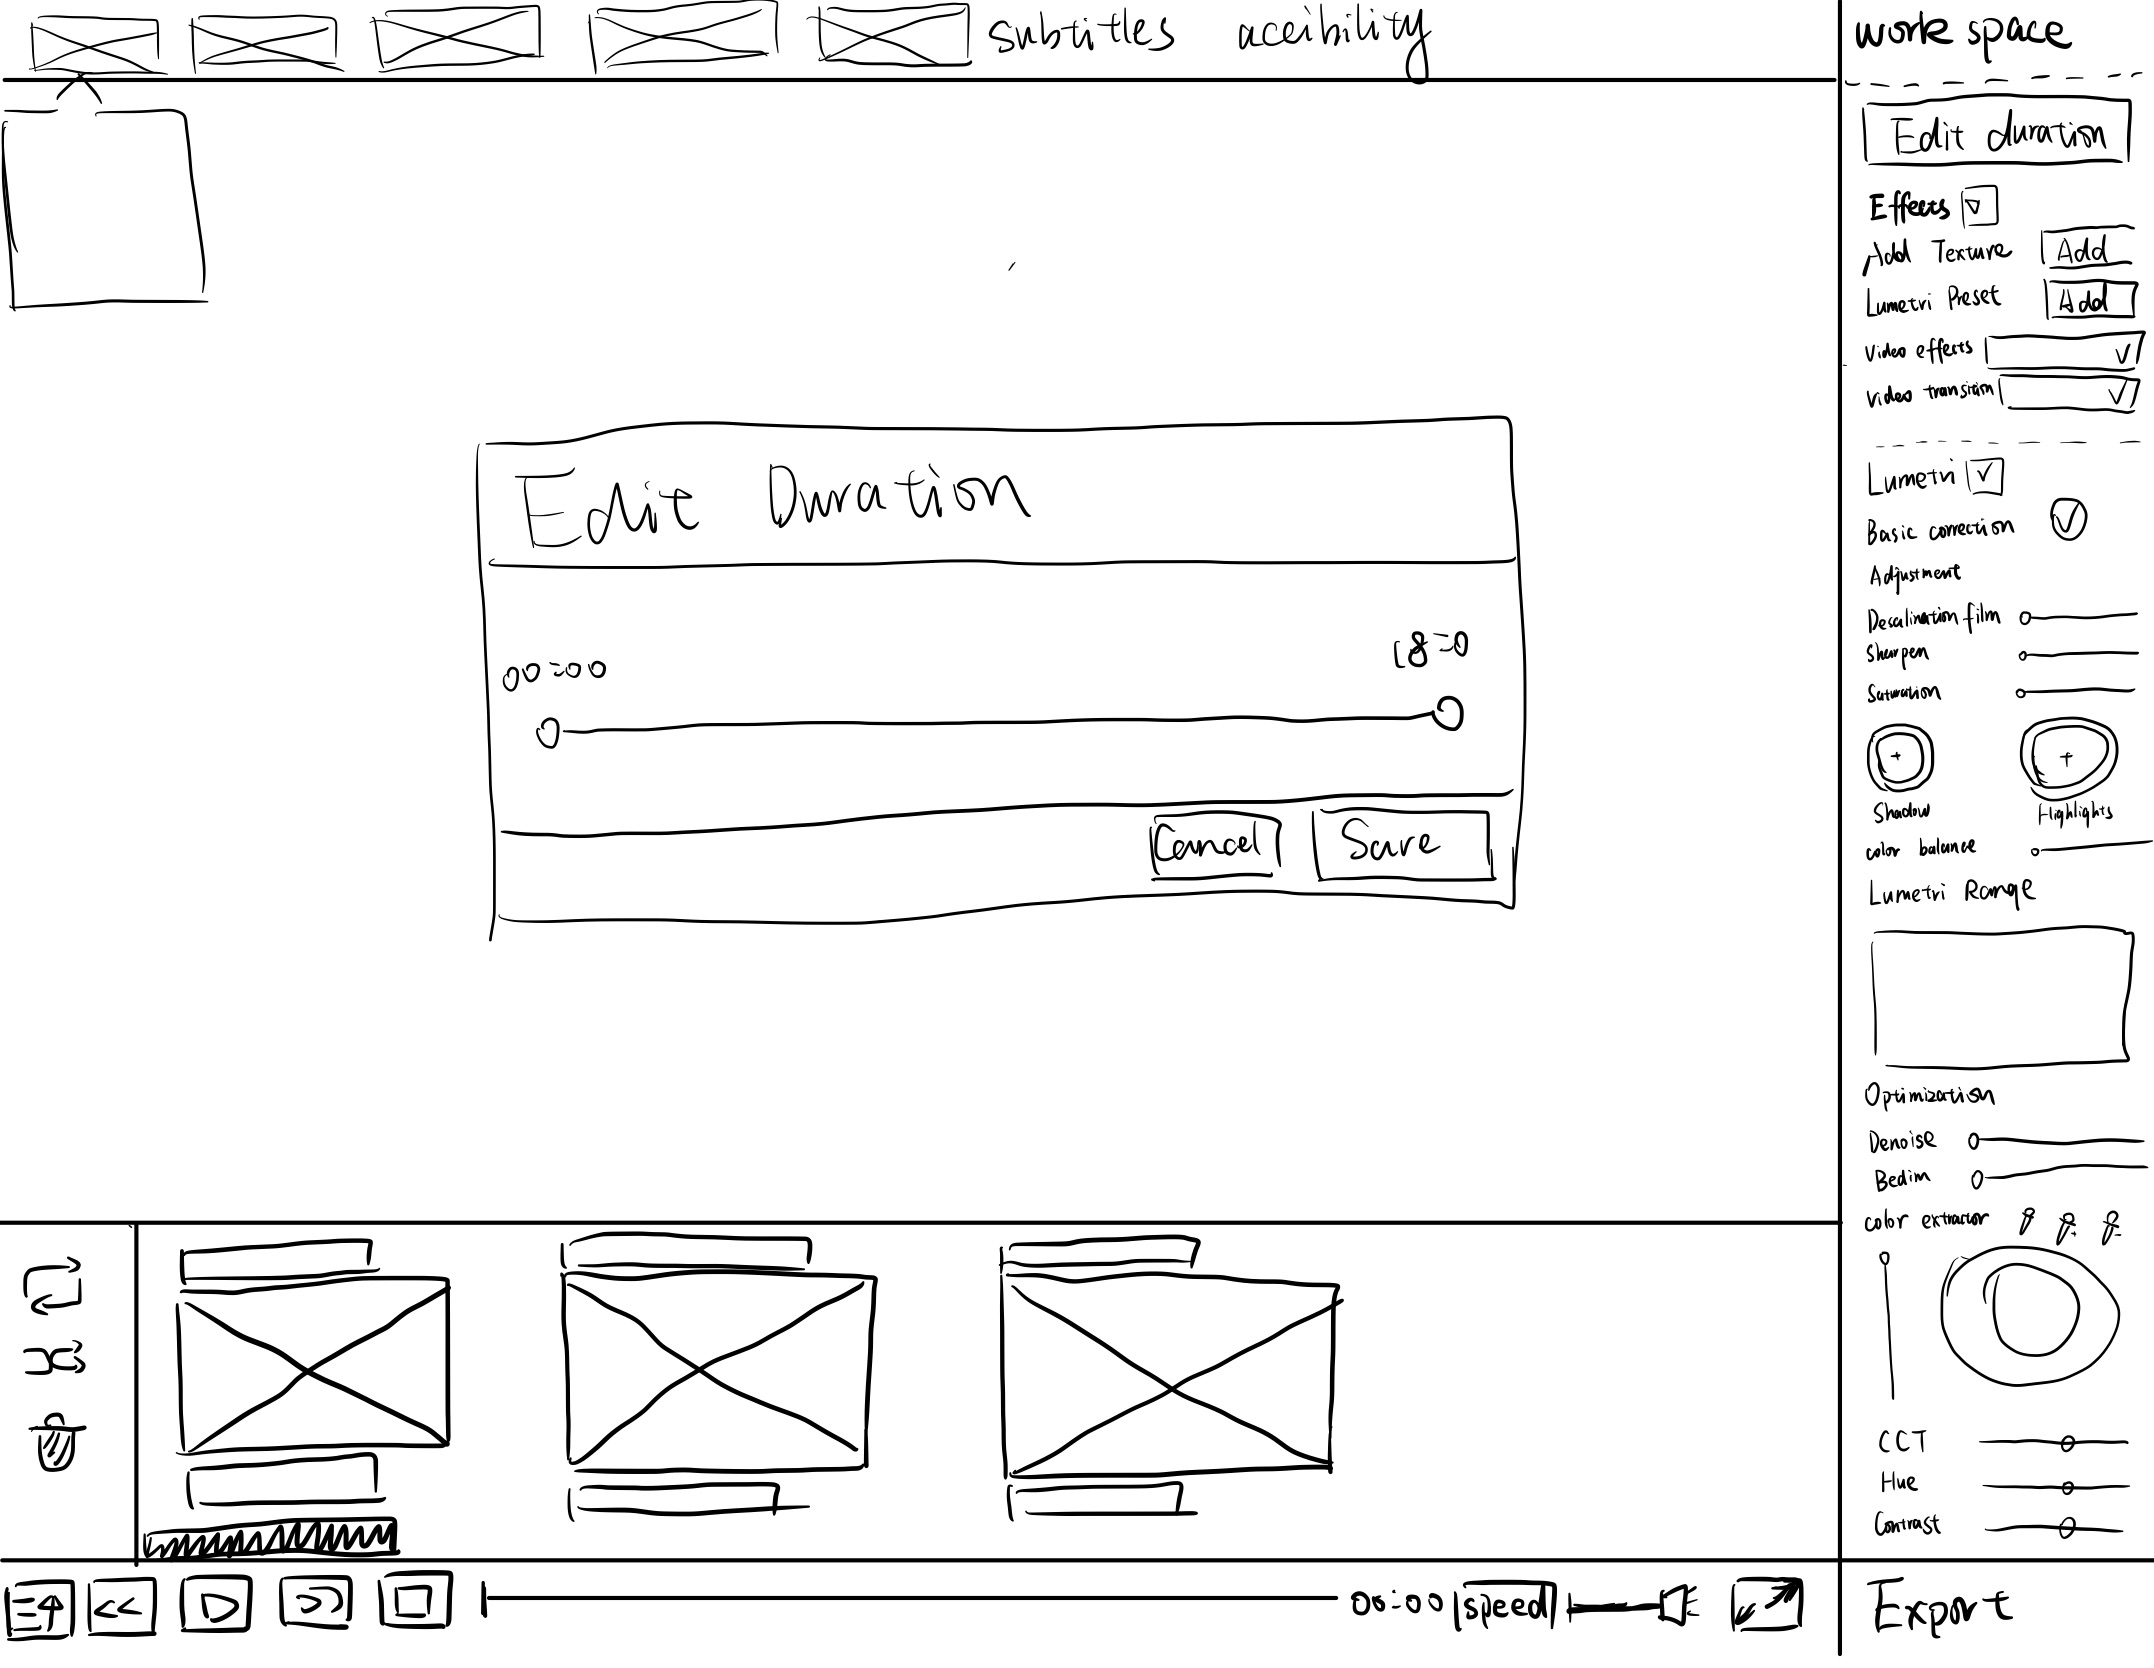 subtitles acceibility
work space
Edit duration
Effects
Add Texture Add
Lumetri Preset Add
video effects
video transition
Edit Duration
00:00
18:0
Cancel Save
Lumetri
Basic correction
Adjustment
Desalination film
Sharpen
Saturation
Shadow Highlights
color balance
Lumetri Range
Optimization
Denoise
Bedim
color extractor
CCT
Hue
Contrast
00:00 speed
Export